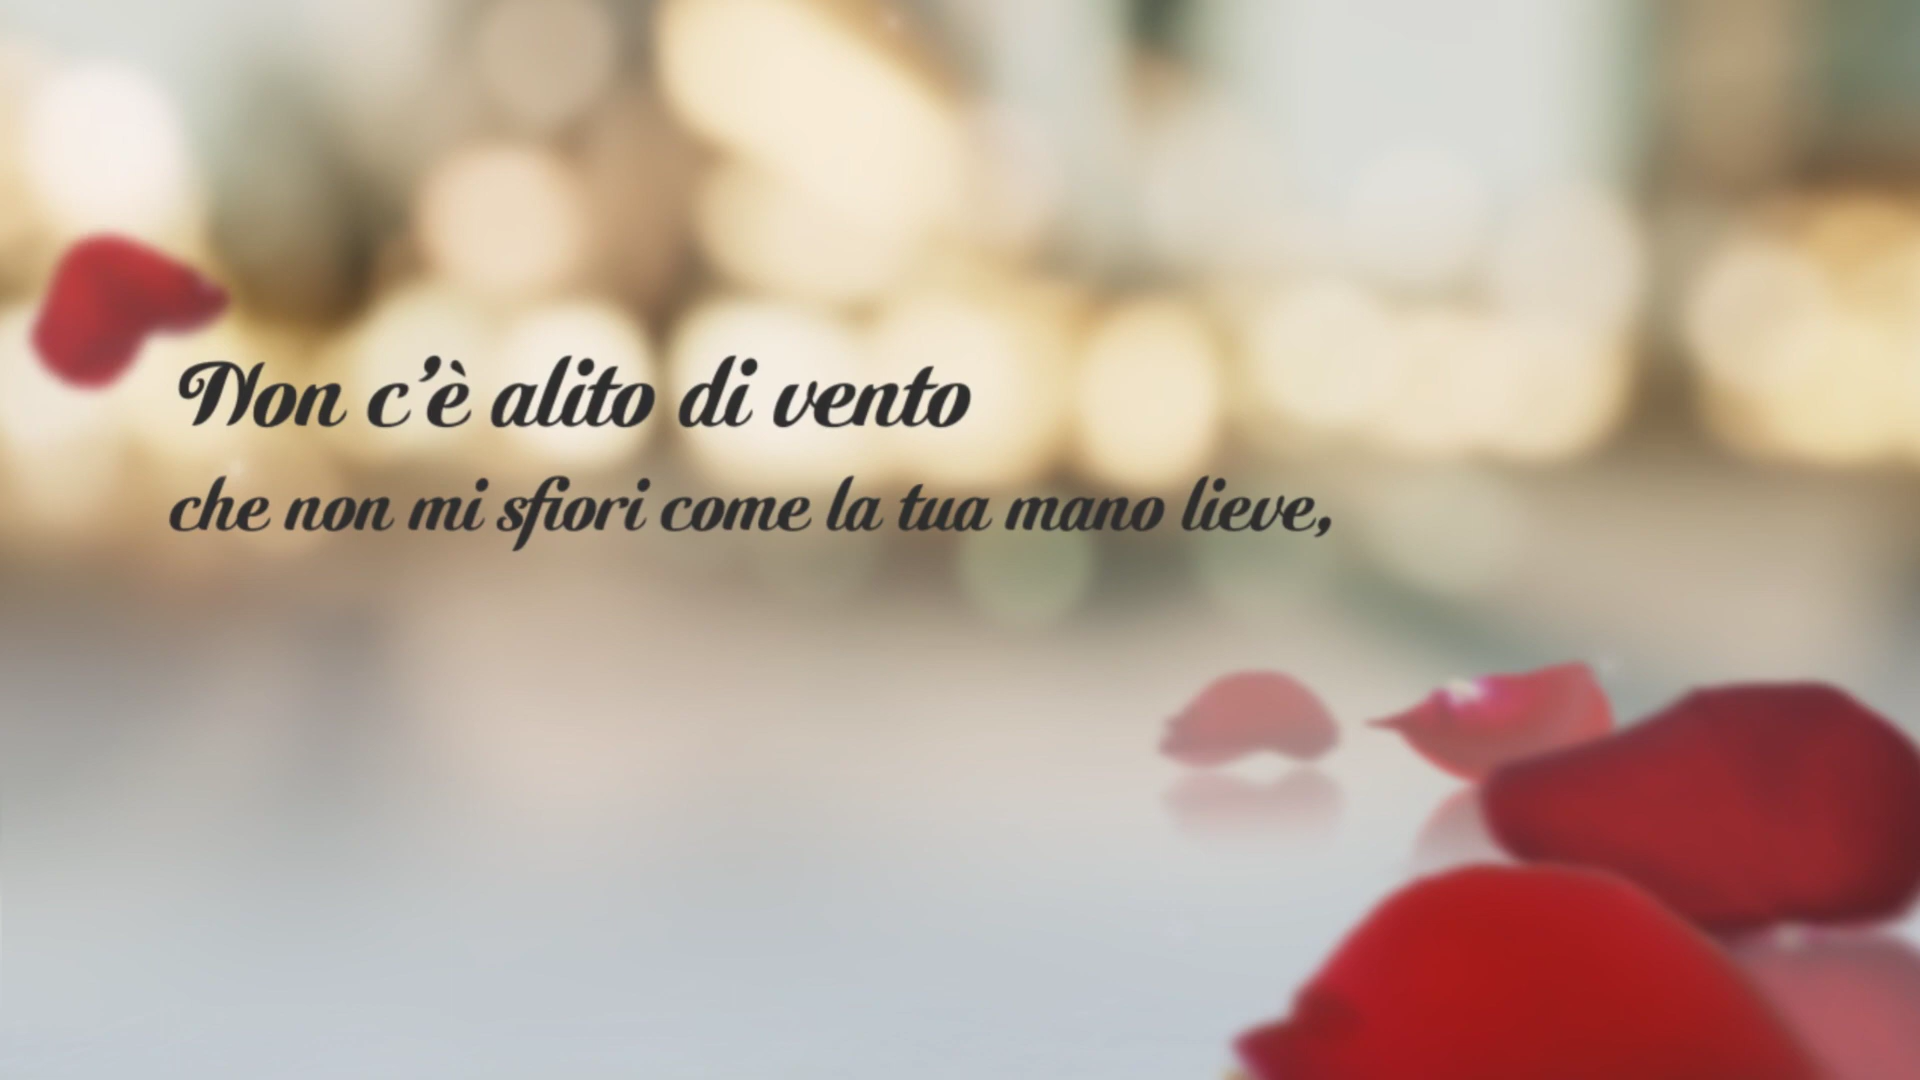 Non c’è alito di vento
che non mi sfiori come la tua mano lieve,